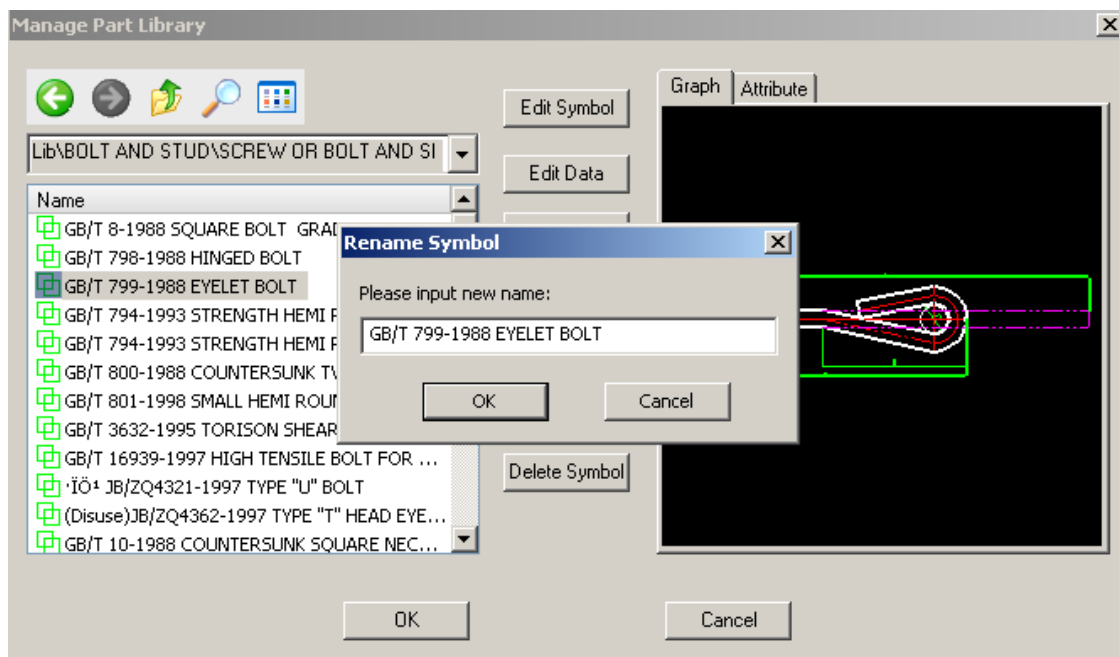 Manage Part Library
Graph
Attribute
Edit Symbol
Lib\BOLT AND STUD\SCREW OR BOLT AND SI
Edit Data
Name
GB/T 8-1988 SQUARE BOLT GRAD
GB/T 798-1988 HINGED BOLT
GB/T 799-1988 EYELET BOLT
GB/T 794-1993 STRENGTH HEMI R
GB/T 794-1993 STRENGTH HEMI R
GB/T 800-1988 COUNTERSUNK TV
GB/T 801-1998 SMALL HEMI ROUN
GB/T 3632-1995 TORISON SHEAR
GB/T 16939-1997 HIGH TENSILE BOLT FOR ...
·ÏÖ¹ JB/ZQ4321-1997 TYPE "U" BOLT
(Disuse)JB/ZQ4362-1997 TYPE "T" HEAD EYE...
GB/T 10-1988 COUNTERSUNK SQUARE NEC...
Rename Symbol
Please input new name:
GB/T 799-1988 EYELET BOLT
OK
Cancel
Delete Symbol
OK
Cancel